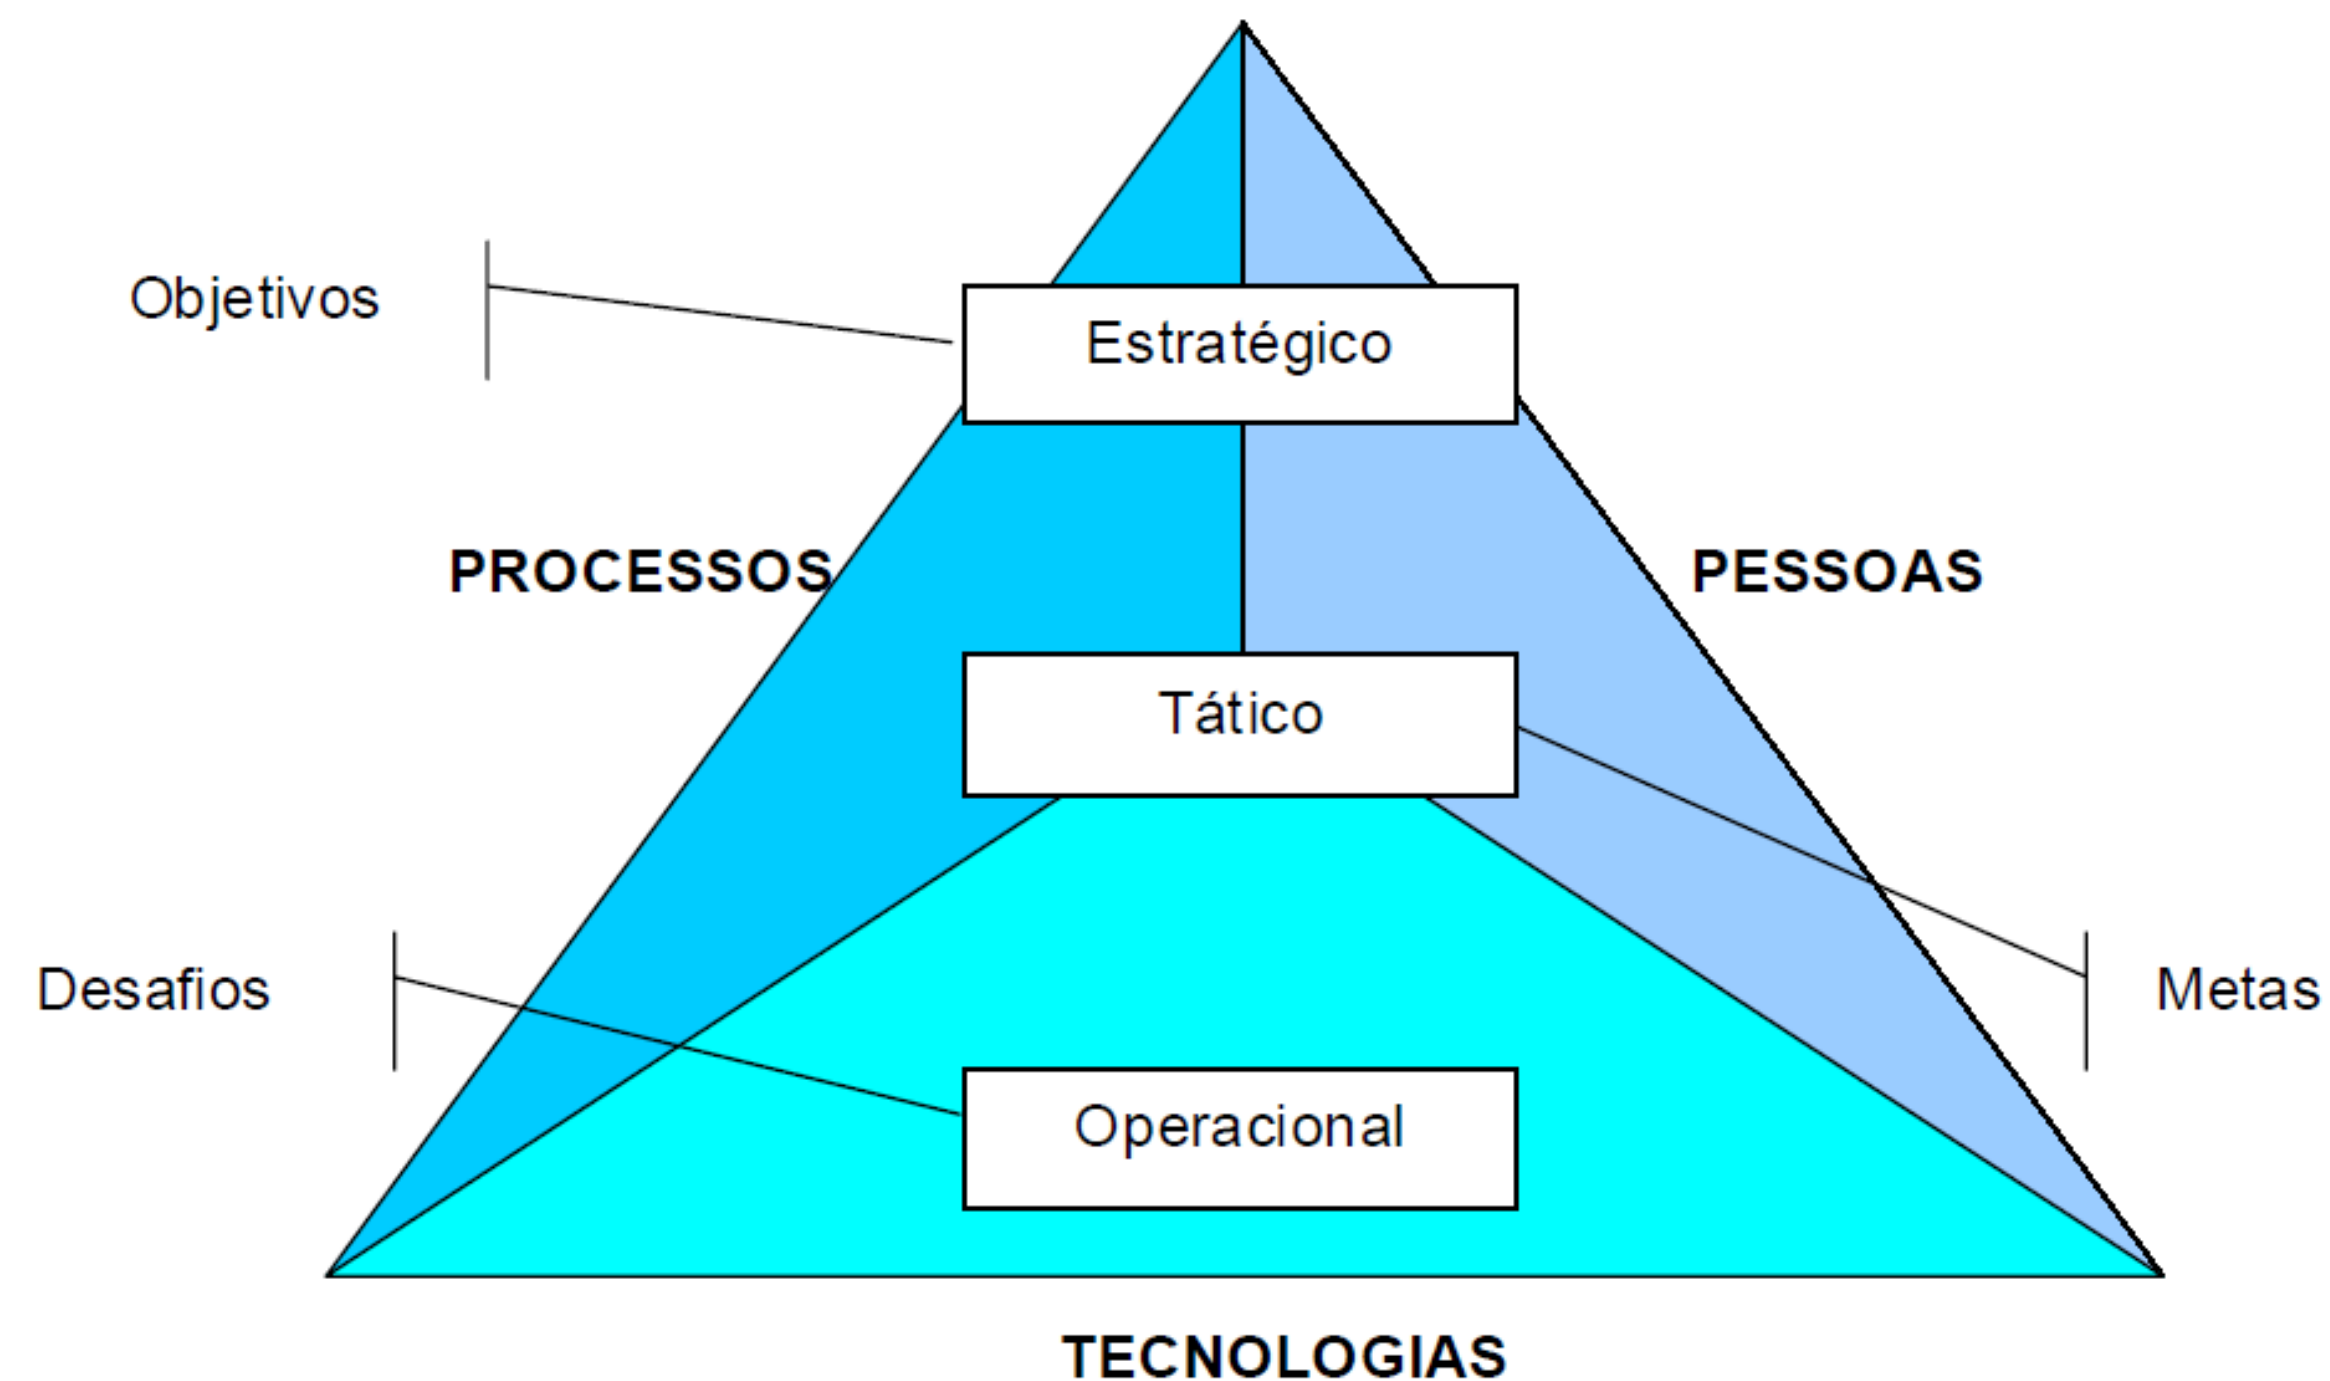 Objetivos
Estratégico
PROCESSOS
PESSOAS
Tático
Desafios
Metas
Operacional
TECNOLOGIAS